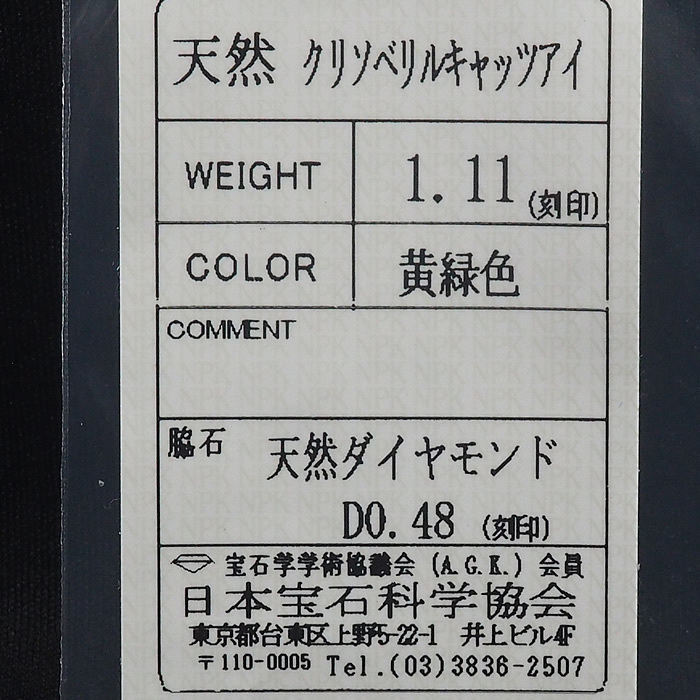 天然 クリソベリルキャッツアイ
WEIGHT 1.11 (刻印)
COLOR 黄緑色
COMMENT
脇石 天然ダイヤモンド
D0.48 (刻印)
宝石学学術協議会 (A.G.K.) 会員
日本宝石科学協会
東京都台東区上野5-22-1 井上ビル4F
〒110-0005 Tel.(03)3836-2507